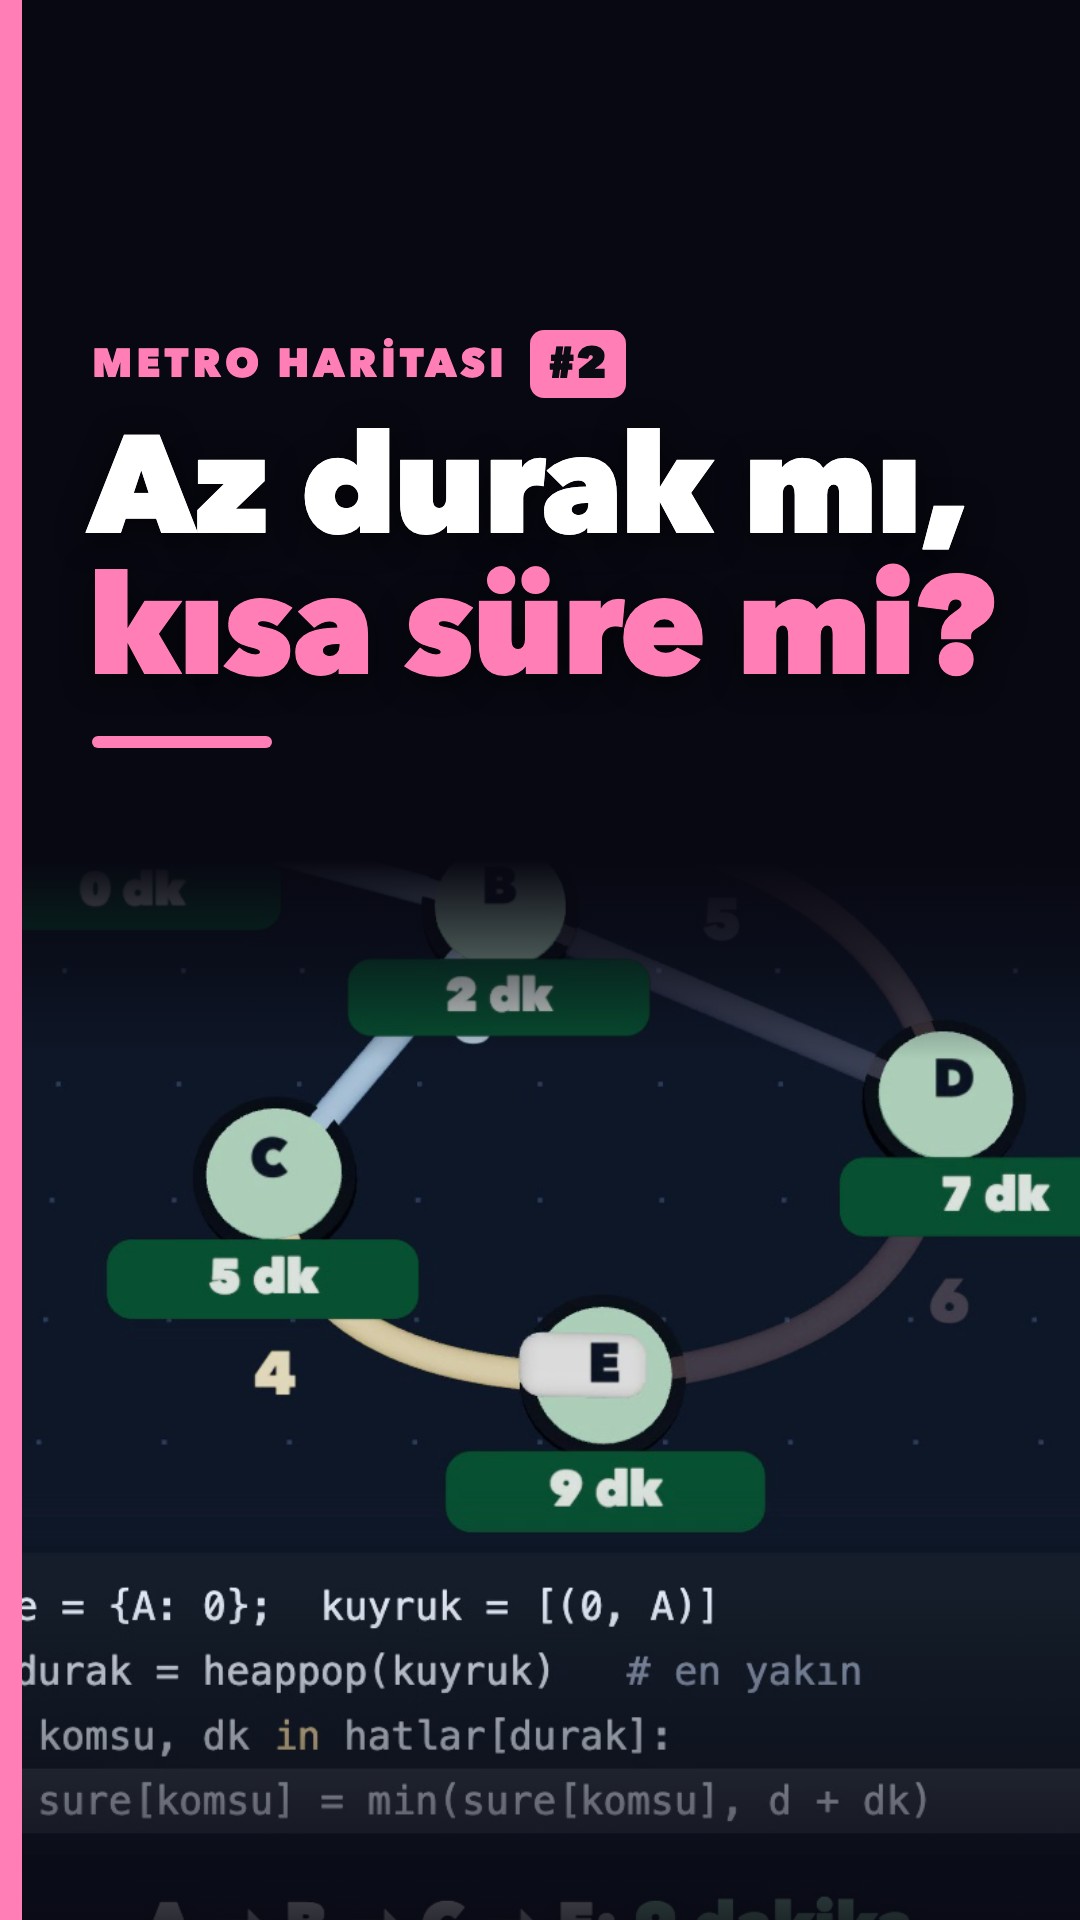 METRO HARİTASI #2
Az durak mı,
kısa süre mi?
0 dk
B
5
2 dk
D
C
7 dk
5 dk
6
4
E
9 dk
e = {A: 0};  kuyruk = [(0, A)]
durak = heappop(kuyruk)   # en yakın
komsu, dk in hatlar[durak]:
sure[komsu] = min(sure[komsu], d + dk)
A B C E: 9 dakika